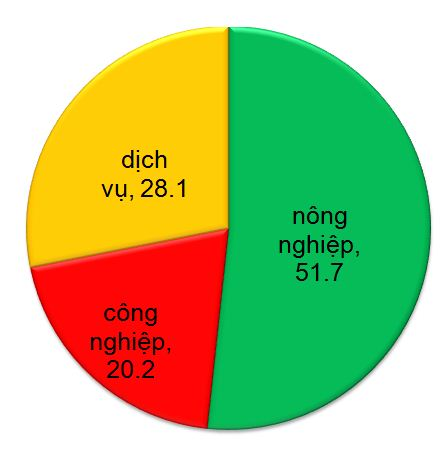 dịch
vụ, 28.1
nông
nghiệp,
51.7
công
nghiệp,
20.2